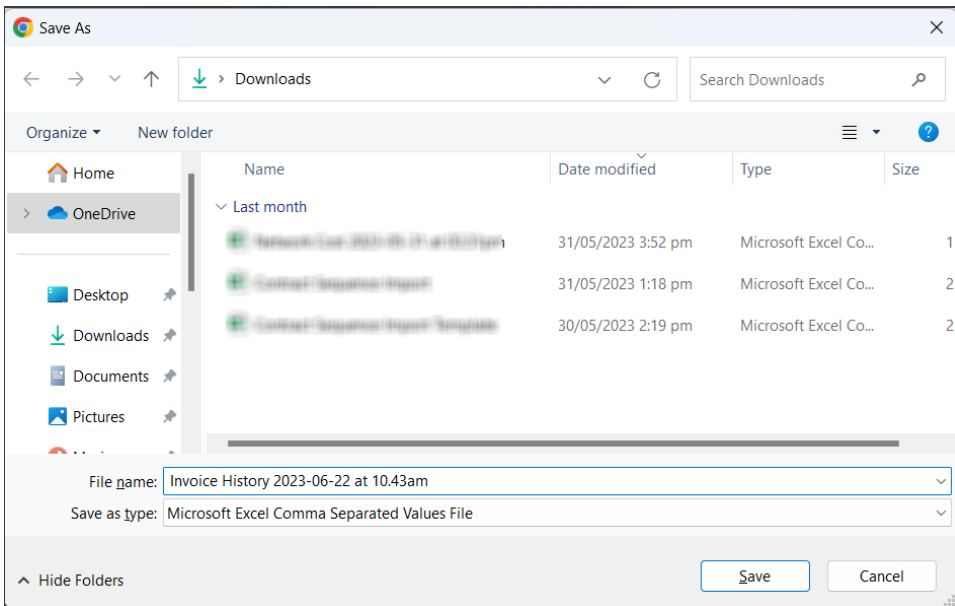 Save As
Downloads
Search Downloads
Organize
New folder
Home
OneDrive
Desktop
Downloads
Documents
Pictures
Name Date modified Type Size
Last month
31/05/2023 3:52 pm Microsoft Excel Co... 1
31/05/2023 1:18 pm Microsoft Excel Co... 2
30/05/2023 2:19 pm Microsoft Excel Co... 2
File name: Invoice History 2023-06-22 at 10.43am
Save as type: Microsoft Excel Comma Separated Values File
Hide Folders
Save
Cancel